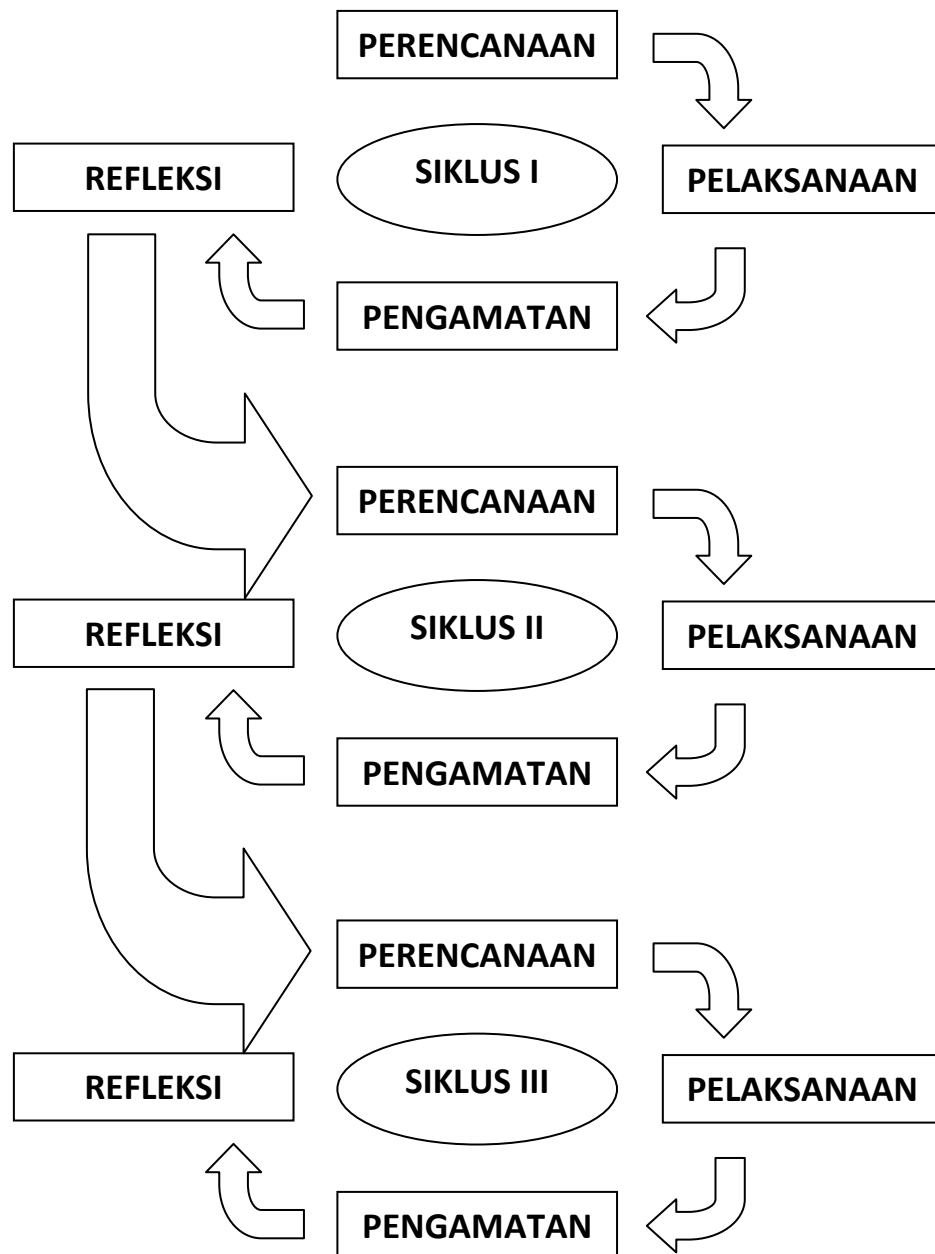 PERENCANAAN
REFLEKSI
SIKLUS I
PELAKSANAAN
PENGAMATAN
PERENCANAAN
REFLEKSI
SIKLUS II
PELAKSANAAN
PENGAMATAN
PERENCANAAN
REFLEKSI
SIKLUS III
PELAKSANAAN
PENGAMATAN